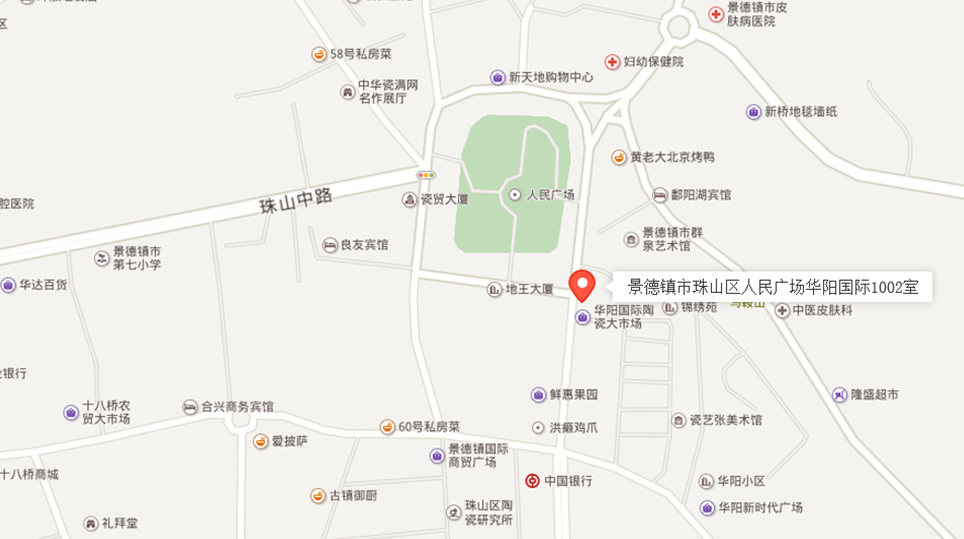 景德镇市皮
肤病医院
58号私房菜
妇幼保健院
新天地购物中心
中华瓷满网
名作展厅
新桥地毯墙纸
黄老大北京烤鸭
人民广场
鄱阳湖宾馆
瓷贸大厦
珠山中路
腔医院
景德镇市群
泉艺术馆
良友宾馆
景德镇市
第七小学
华达百货
地王大厦
景德镇市珠山区人民广场华阳国际1002室
马鞍山
锦绣苑
中医皮肤科
华阳国际陶
瓷大市场
银行
鲜惠果园
隆盛超市
十八桥农
贸大市场
合兴商务宾馆
瓷艺张美术馆
60号私房菜
洪癞鸡爪
爱披萨
景德镇国际
商贸广场
十八桥商城
中国银行
华阳小区
古镇御厨
珠山区陶
瓷研究所
华阳新时代广场
礼拜堂